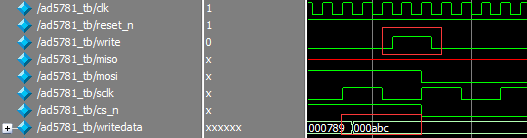 /ad5781_tb/clk 1
/ad5781_tb/reset_n 1
/ad5781_tb/write 0
/ad5781_tb/miso x
/ad5781_tb/mosi x
/ad5781_tb/sclk x
/ad5781_tb/cs_n x
/ad5781_tb/writedata xxxxxx 000789 000abc